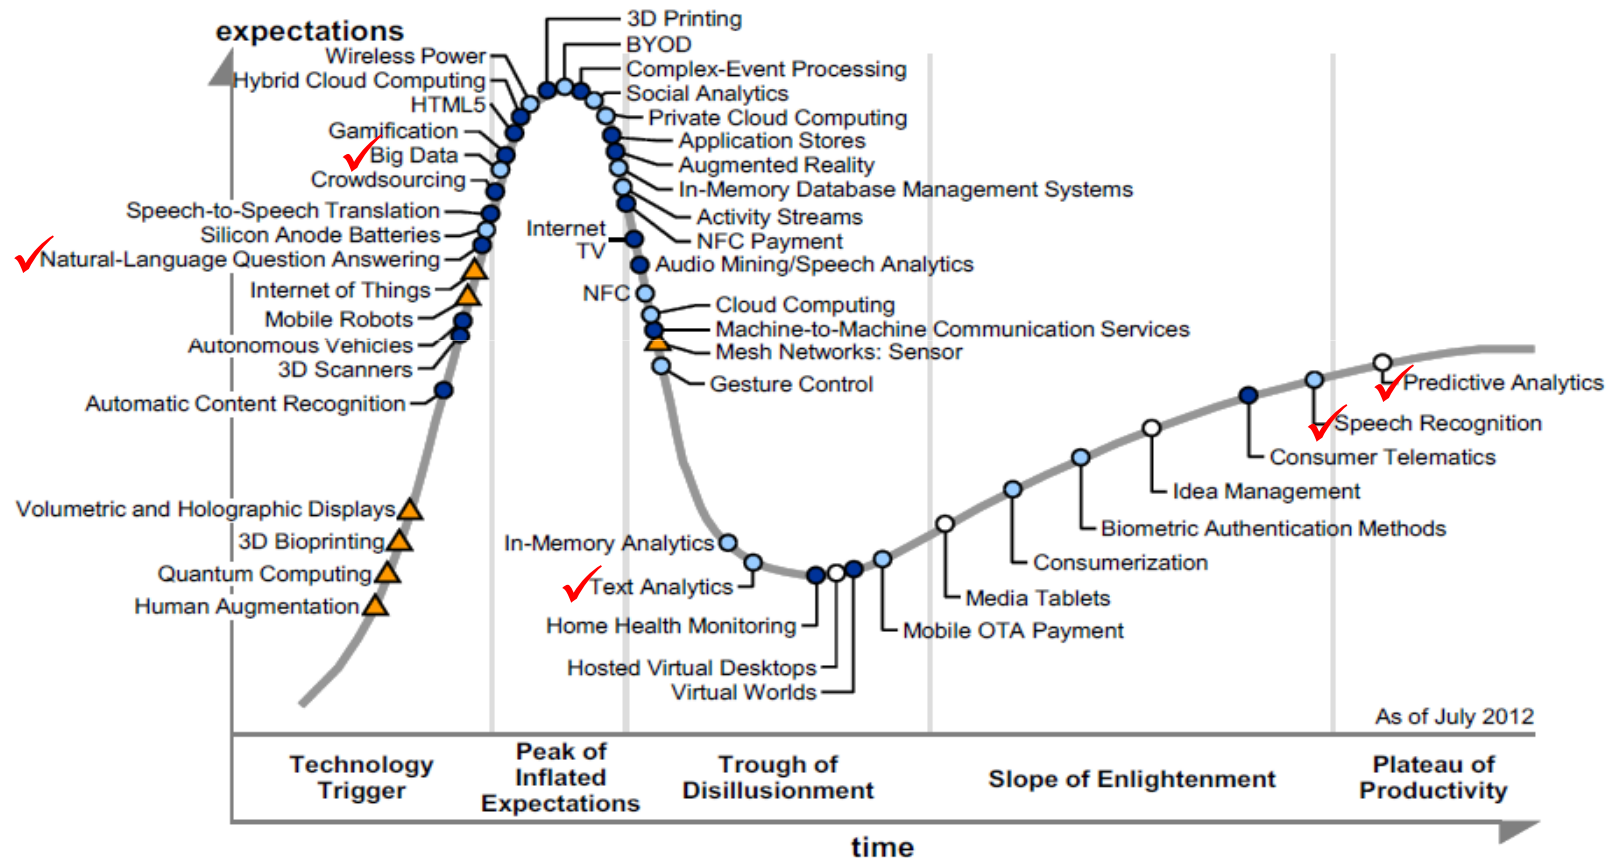 expectations
3D Printing
BYOD
Wireless Power
Complex-Event Processing
Hybrid Cloud Computing
Social Analytics
HTML5
Private Cloud Computing
Gamification
Application Stores
Big Data
Augmented Reality
Crowdsourcing
In-Memory Database Management Systems
Speech-to-Speech Translation
Activity Streams
Silicon Anode Batteries
Internet
TV
NFC Payment
Natural-Language Question Answering
Audio Mining/Speech Analytics
Internet of Things
NFC
Cloud Computing
Mobile Robots
Machine-to-Machine Communication Services
Autonomous Vehicles
Mesh Networks: Sensor
3D Scanners
Gesture Control
Automatic Content Recognition
Predictive Analytics
Speech Recognition
Consumer Telematics
Idea Management
Volumetric and Holographic Displays
Biometric Authentication Methods
3D Bioprinting
In-Memory Analytics
Consumerization
Quantum Computing
Text Analytics
Media Tablets
Human Augmentation
Home Health Monitoring
Mobile OTA Payment
Hosted Virtual Desktops
Virtual Worlds
As of July 2012
Technology
Trigger
Peak of
Inflated
Expectations
Trough of
Disillusionment
Slope of Enlightenment
Plateau of
Productivity
time